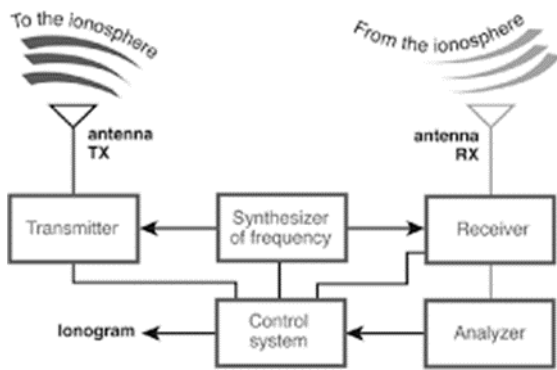 To the ionosphere
From the ionosphere
antenna
TX
antenna
RX
Transmitter
Synthesizer
of frequency
Receiver
Ionogram
Control
system
Analyzer